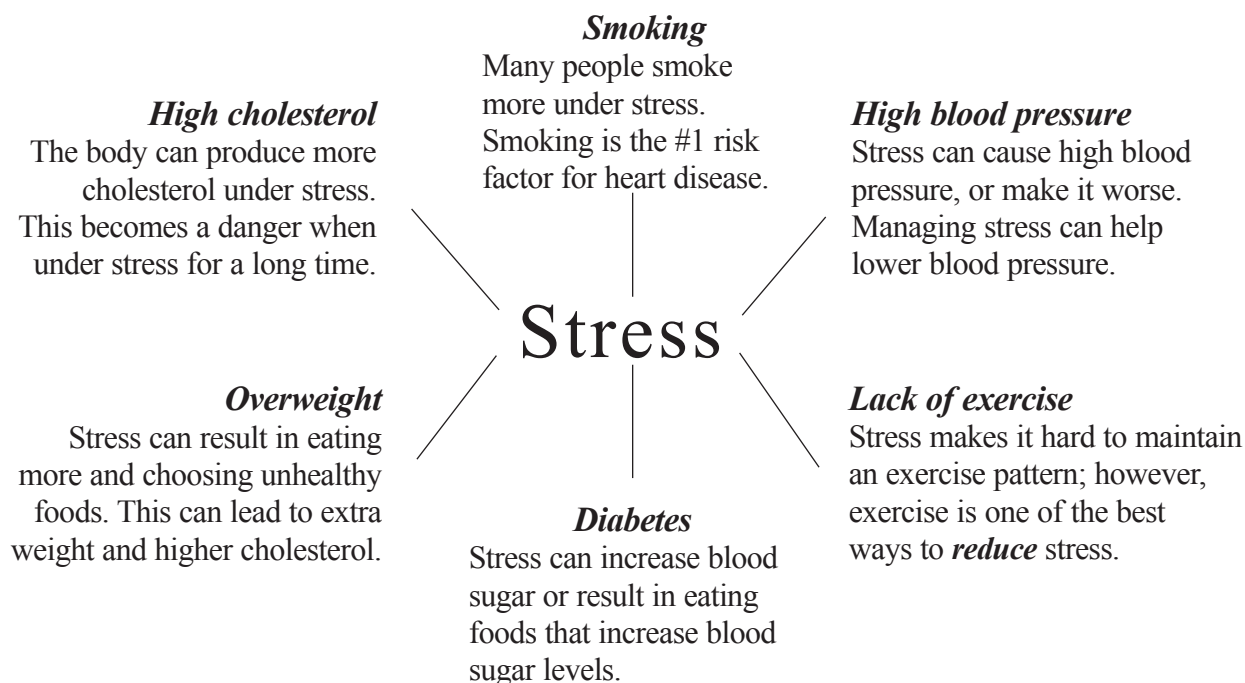 Smoking
Many people smoke
more under stress.
Smoking is the #1 risk
factor for heart disease.
High cholesterol
The body can produce more
cholesterol under stress.
This becomes a danger when
under stress for a long time.
High blood pressure
Stress can cause high blood
pressure, or make it worse.
Managing stress can help
lower blood pressure.
Stress
Overweight
Stress can result in eating
more and choosing unhealthy
foods. This can lead to extra
weight and higher cholesterol.
Lack of exercise
Stress makes it hard to maintain
an exercise pattern; however,
exercise is one of the best
ways to reduce stress.
Diabetes
Stress can increase blood
sugar or result in eating
foods that increase blood
sugar levels.